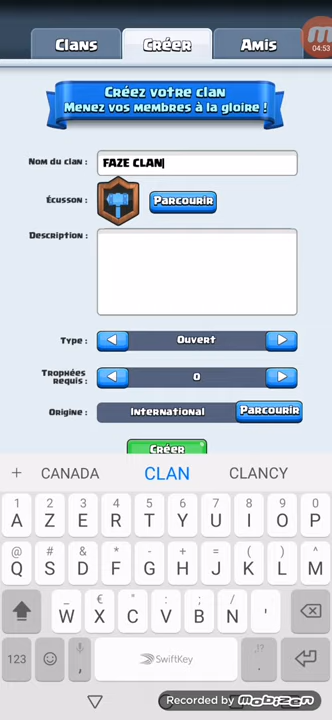 Clans Créer Amis
04:53
Créez votre clan
Menez vos membres à la gloire !
Nom du clan : FAZE CLAN
Écusson : Parcourir
Description :
Type : Ouvert
Trophées requis : 0
Origine : International Parcourir
Créer
+ CANADA CLAN CLANCY
1 2 3 4 5 6 7 8 9 0
A Z E R T Y U I O P
@ # & * - + = ( ) ^
Q S D F G H J K L M
_ € " : ; /
W X C V B N '
123 , SwiftKey ,!? .
Recorded by Mobizen